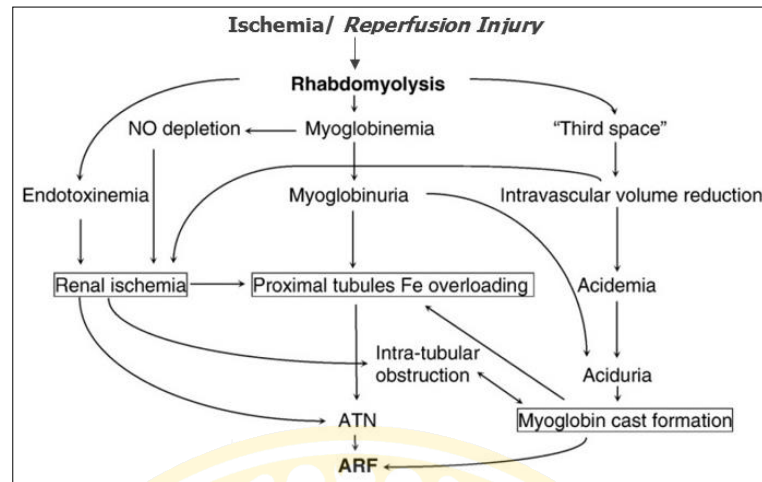 Ischemia/ Reperfusion Injury
Rhabdomyolysis
NO depletion
Myoglobinemia
"Third space"
Endotoxinemia
Myoglobinuria
Intravascular volume reduction
Renal ischemia
Proximal tubules Fe overloading
Acidemia
Intra-tubular
obstruction
Aciduria
ATN
Myoglobin cast formation
ARF